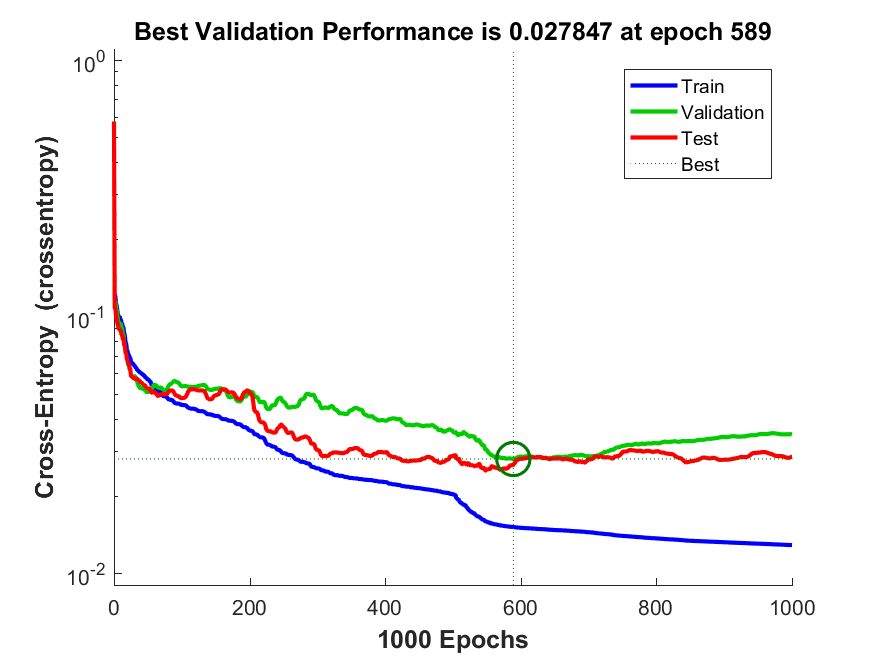 Best Validation Performance is 0.027847 at epoch 589
Cross-Entropy (crossentropy)
10^0
10^-1
10^-2
Train
Validation
Test
Best
0 200 400 600 800 1000
1000 Epochs